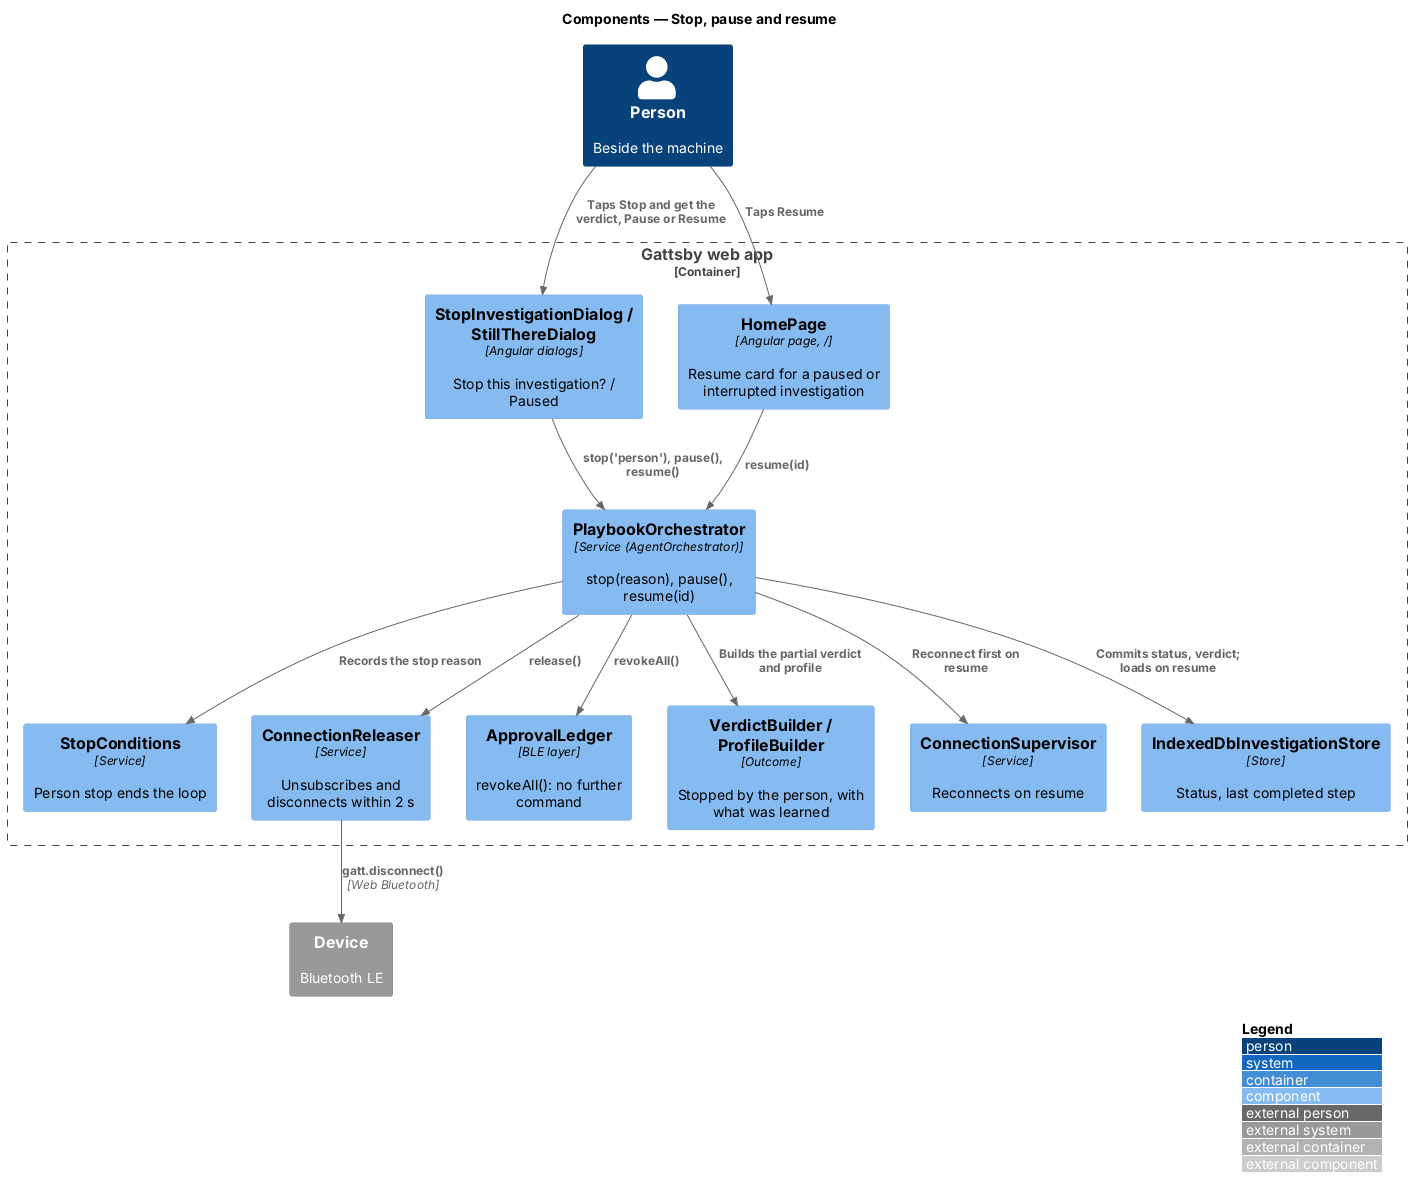 Components — Stop, pause and resume
Person
Beside the machine
Taps Stop and get the
verdict, Pause or Resume
Taps Resume
Gattsby web app
[Container]
StopInvestigationDialog /
StillThereDialog
[Angular dialogs]
Stop this investigation? /
Paused
HomePage
[Angular page, /]
Resume card for a paused or
interrupted investigation
stop('person'), pause(),
resume()
resume(id)
PlaybookOrchestrator
[Service (AgentOrchestrator)]
stop(reason), pause(),
resume(id)
Records the stop reason
release()
revokeAll()
Builds the partial verdict
and profile
Reconnect first on
resume
Commits status, verdict;
loads on resume
StopConditions
[Service]
Person stop ends the loop
ConnectionReleaser
[Service]
Unsubscribes and
disconnects within 2 s
ApprovalLedger
[BLE layer]
revokeAll(): no further
command
VerdictBuilder /
ProfileBuilder
[Outcome]
Stopped by the person, with
what was learned
ConnectionSupervisor
[Service]
Reconnects on resume
IndexedDbInvestigationStore
[Store]
Status, last completed step
gatt.disconnect()
[Web Bluetooth]
Device
Bluetooth LE
Legend
person
system
container
component
external person
external system
external container
external component